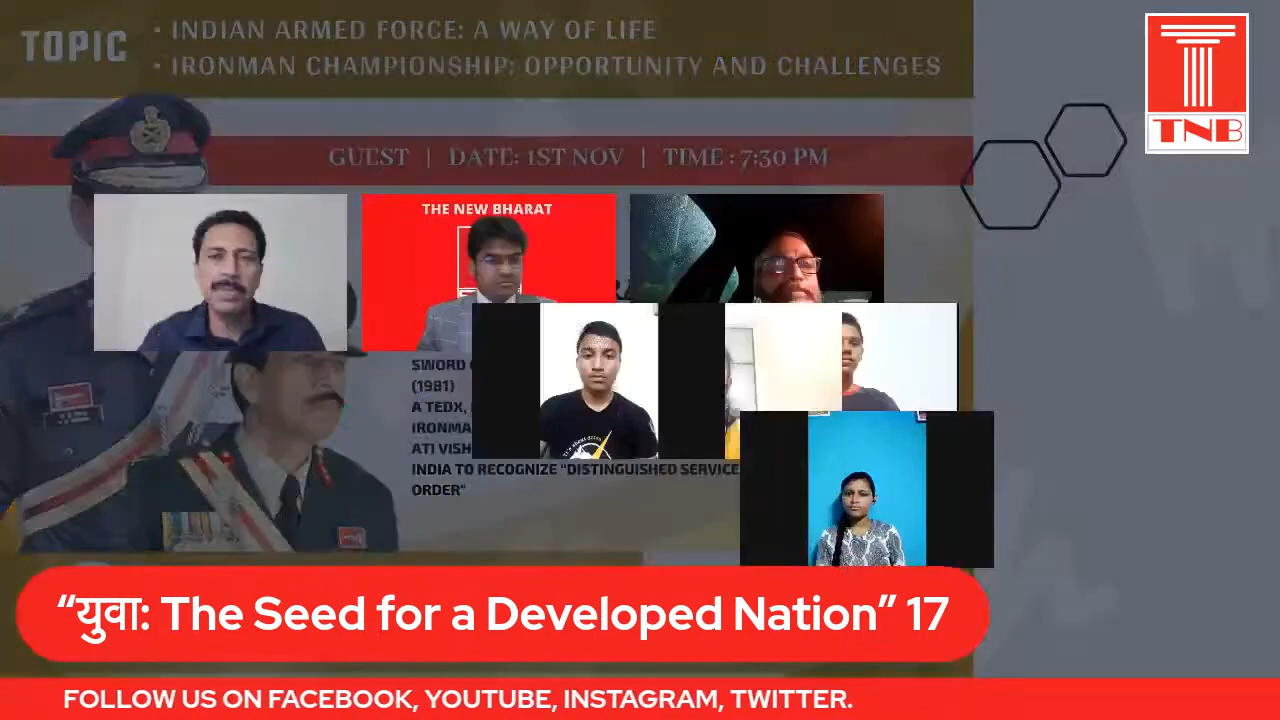 TOPIC
• INDIAN ARMED FORCE: A WAY OF LIFE
• IRONMAN CHAMPIONSHIP: OPPORTUNITY AND CHALLENGES
TNB
GUEST | DATE: 1ST NOV | TIME : 7:30 PM
THE NEW BHARAT
SWORD
(1981)
A TEDX,
IRONMA
ATI VISH
INDIA TO RECOGNIZE "DISTINGUISHED SERVICE
ORDER"
“युवा: The Seed for a Developed Nation” 17
FOLLOW US ON FACEBOOK, YOUTUBE, INSTAGRAM, TWITTER.